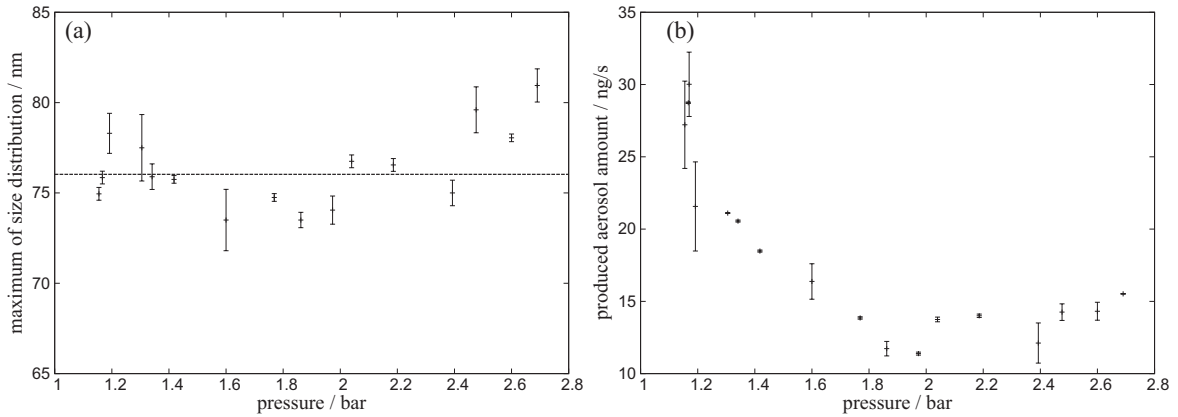 (a)
maximum of size distribution / nm
85
80
75
70
65
1 1.2 1.4 1.6 1.8 2 2.2 2.4 2.6 2.8
pressure / bar
(b)
produced aerosol amount / ng/s
35
30
25
20
15
10
1 1.2 1.4 1.6 1.8 2 2.2 2.4 2.6 2.8
pressure / bar